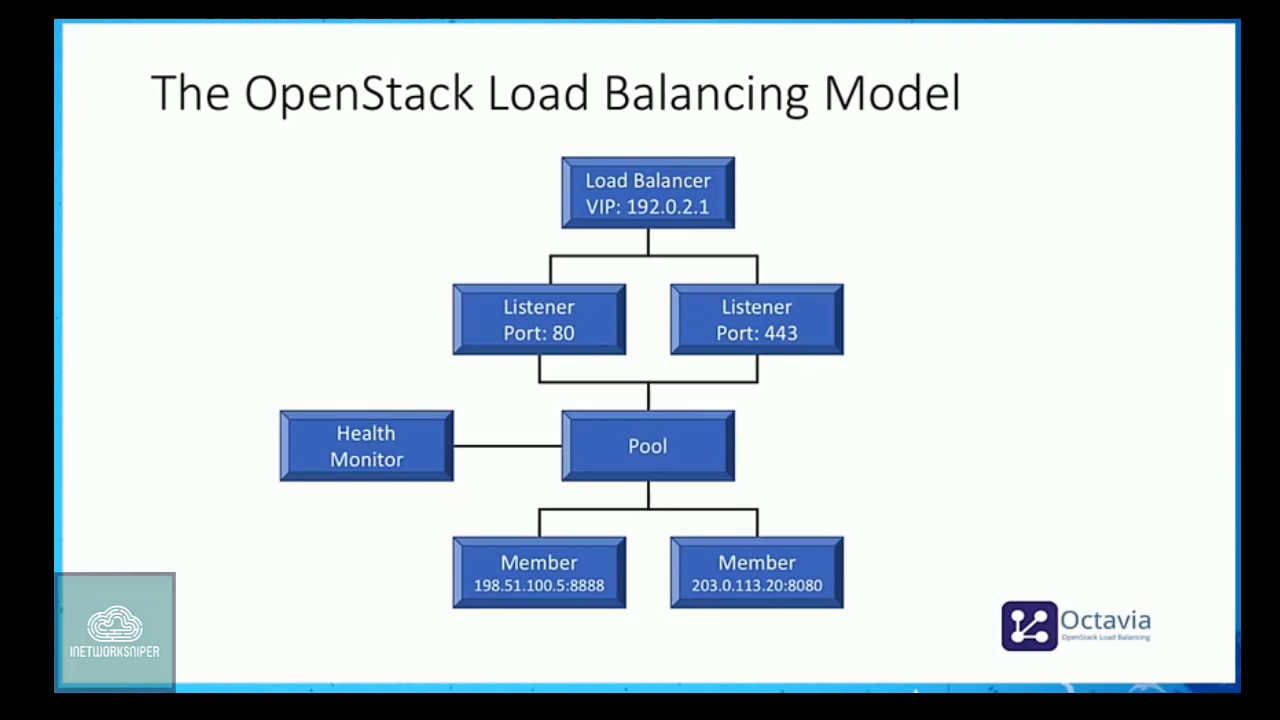 The OpenStack Load Balancing Model
Load Balancer
VIP: 192.0.2.1
Listener
Port: 80
Listener
Port: 443
Health
Monitor
Pool
Member
198.51.100.5:8888
Member
203.0.113.20:8080
INETWORKSNIPER
Octavia
OpenStack Load Balancing